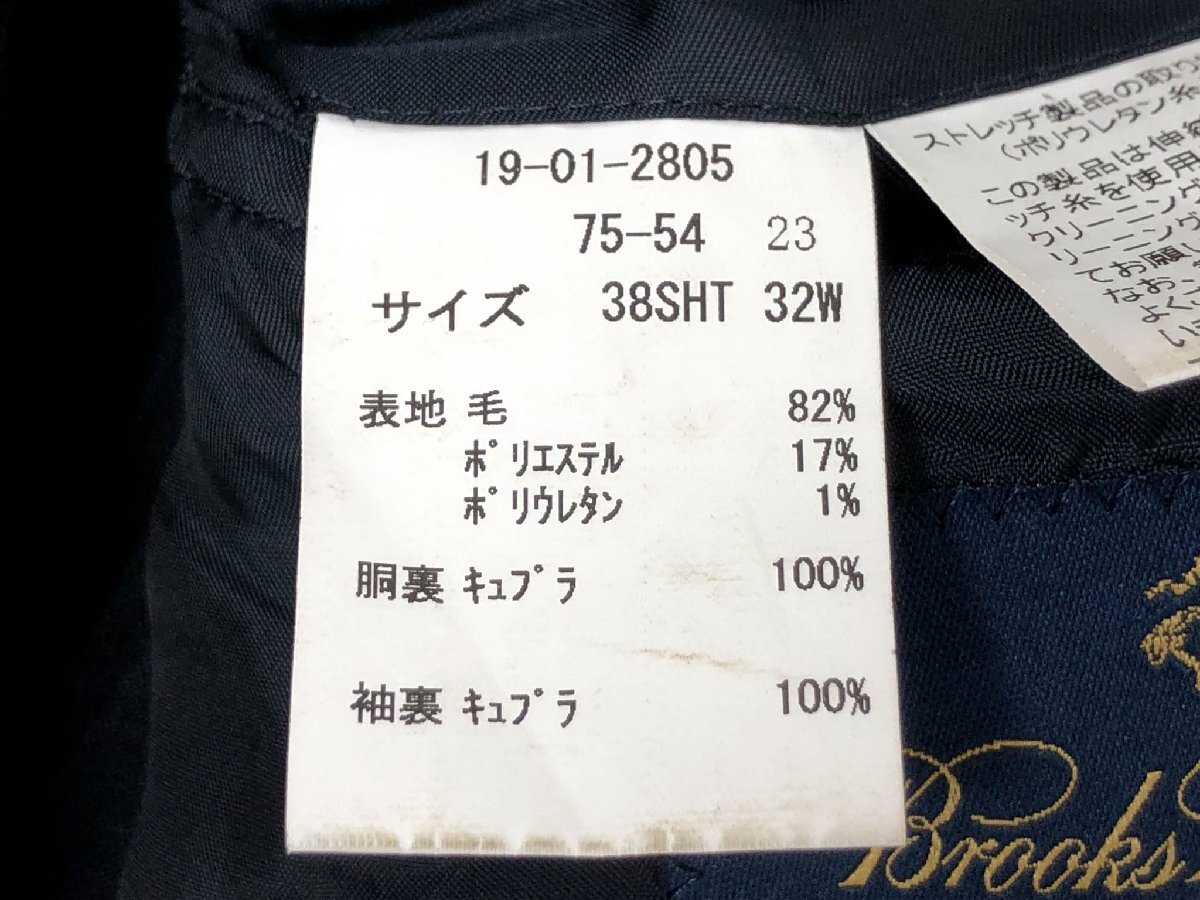 19-01-2805
75-54 23
サイズ 38SHT 32W
表地 毛 82%
ポリエステル 17%
ポリウレタン 1%
胴裏 キュプラ 100%
袖裏 キュプラ 100%
ストレッチ製品の取り
(ポリウレタン糸
この製品は伸縮
ッチ糸を使用
クリーニング
リーニング
てお願い
なお、
よく
Brooks